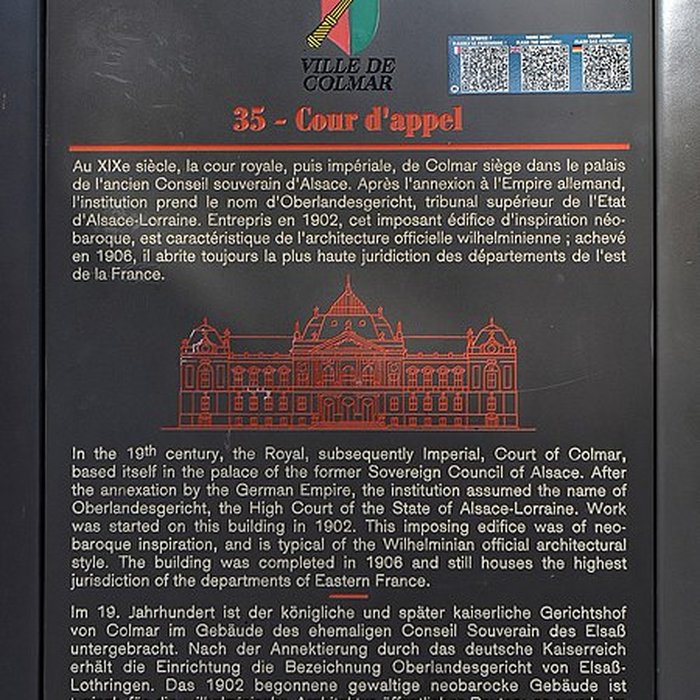 VILLE DE
COLMAR
35 - Cour d'appel
Au XIXe siècle, la cour royale, puis impériale, de Colmar siège dans le palais
de l'ancien Conseil souverain d'Alsace. Après l'annexion à l'Empire allemand,
l'institution prend le nom d'Oberlandesgericht, tribunal supérieur de l'Etat
d'Alsace-Lorraine. Entrepris en 1902, cet imposant édifice d'inspiration néo-
baroque, est caractéristique de l'architecture officielle wilhelminienne ; achevé
en 1906, il abrite toujours la plus haute juridiction des départements de l'est
de la France.
In the 19th century, the Royal, subsequently Imperial, Court of Colmar,
based itself in the palace of the former Sovereign Council of Alsace. After
the annexation by the German Empire, the institution assumed the name of
Oberlandesgericht, the High Court of the State of Alsace-Lorraine. Work
was started on this building in 1902. This imposing edifice was of neo-
baroque inspiration, and is typical of the Wilhelminian official architectural
style. The building was completed in 1906 and still houses the highest
jurisdiction of the departments of Eastern France.
Im 19. Jahrhundert ist der königliche und später kaiserliche Gerichtshof
von Colmar im Gebäude des ehemaligen Conseil Souverain des Elsaß
untergebracht. Nach der Annektierung durch das deutsche Kaiserreich
erhält die Einrichtung die Bezeichnung Oberlandesgericht von Elsaß-
Lothringen. Das 1902 begonnene gewaltige neobarocke Gebäude ist